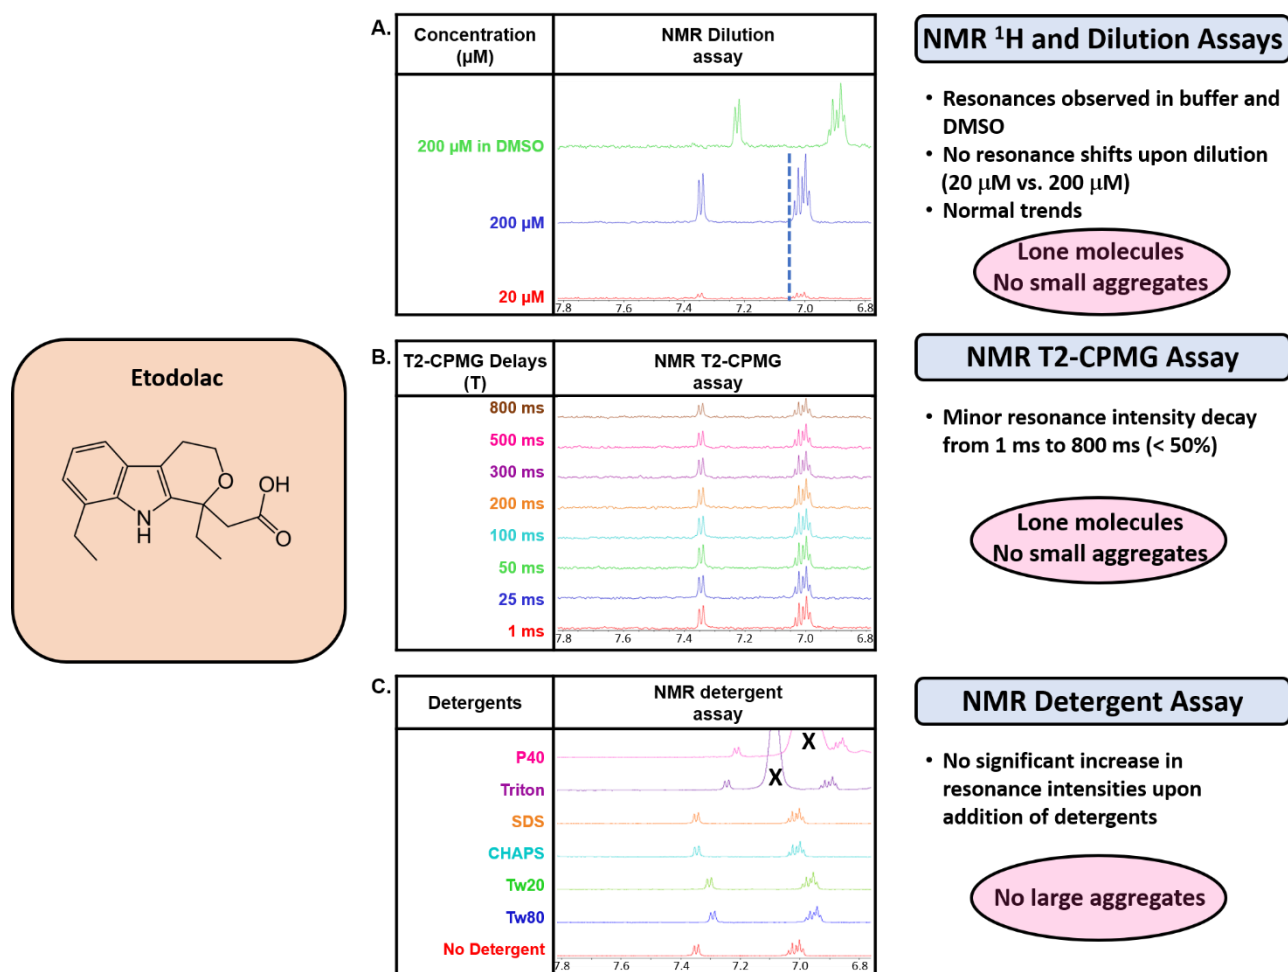 Etodolac
OH
O
O
N
H
A.
Concentration
(µM)
NMR Dilution
assay
200 µM in DMSO
200 µM
20 µM
7.8 7.6 7.4 7.2 7.0 6.8
NMR ¹H and Dilution Assays
• Resonances observed in buffer and
DMSO
• No resonance shifts upon dilution
(20 µM vs. 200 µM)
• Normal trends
Lone molecules
No small aggregates
B.
T2-CPMG Delays
(T)
NMR T2-CPMG
assay
800 ms
500 ms
300 ms
200 ms
100 ms
50 ms
25 ms
1 ms
7.8 7.6 7.4 7.2 7.0 6.8
NMR T2-CPMG Assay
• Minor resonance intensity decay
from 1 ms to 800 ms (< 50%)
Lone molecules
No small aggregates
C.
Detergents
NMR detergent
assay
P40
X
Triton
X
SDS
CHAPS
Tw20
Tw80
No Detergent
7.8 7.6 7.4 7.2 7.0 6.8
NMR Detergent Assay
• No significant increase in
resonance intensities upon
addition of detergents
No large aggregates